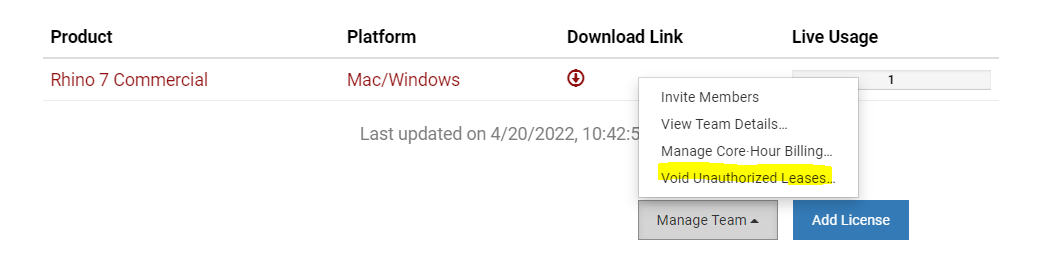 Product Platform Download Link Live Usage
Rhino 7 Commercial Mac/Windows 1
Invite Members
View Team Details…
Last updated on 4/20/2022, 10:42:5
Manage Core-Hour Billing…
Void Unauthorized Leases…
Manage Team Add License